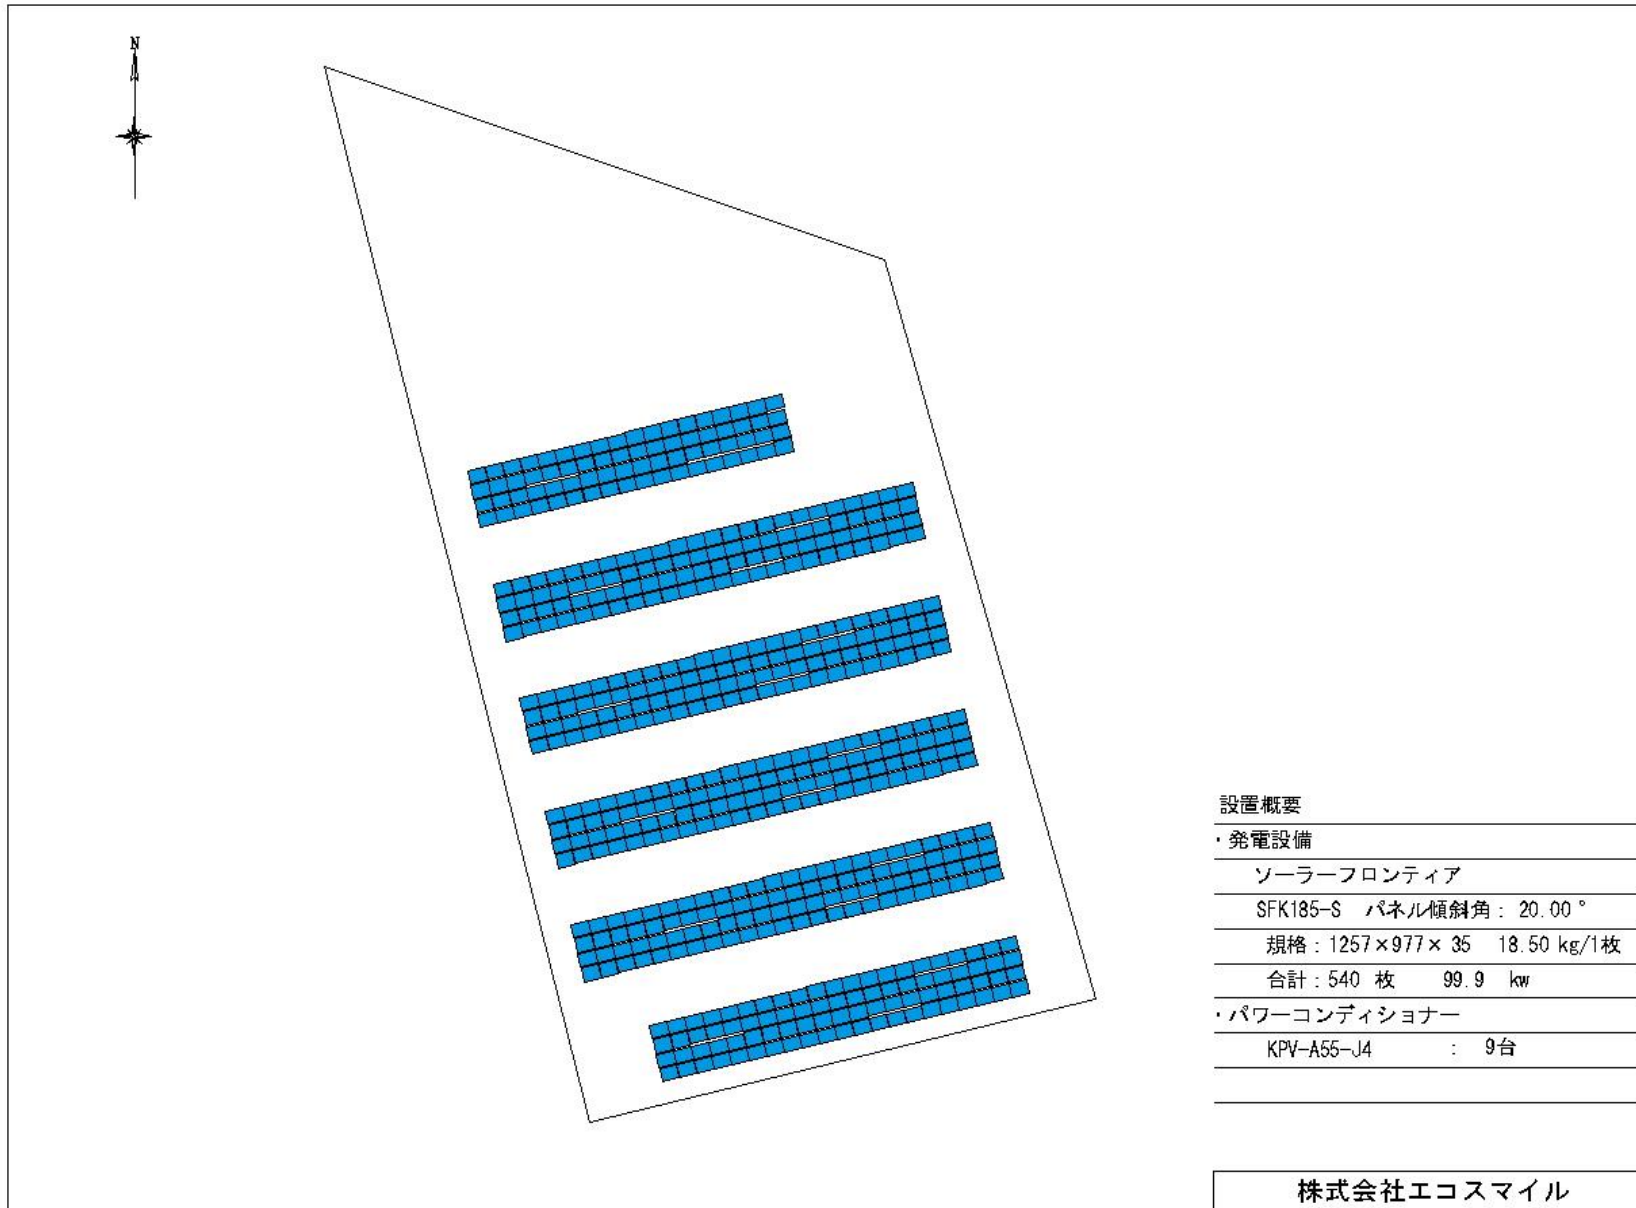 N
設置概要
・発電設備
ソーラーフロンティア
SFK185-S パネル傾斜角: 20.00°
規格:1257×977× 35 18.50 kg/1枚
合計:540 枚 99.9 kw
・パワーコンディショナー
KPV-A55-J4 : 9台
株式会社エコスマイル